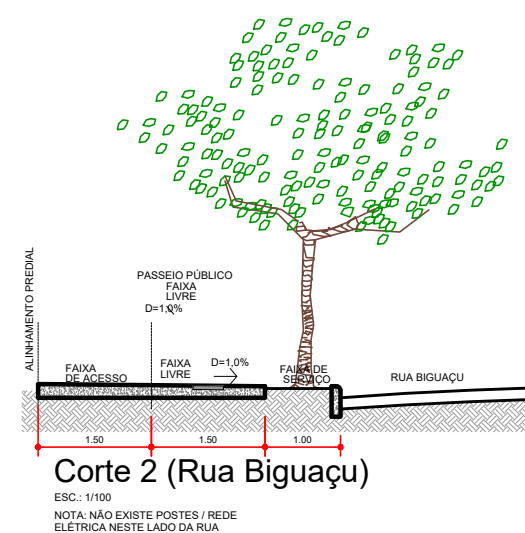 ALINHAMENTO PREDIAL
PASSEIO PÚBLICO
FAIXA
LIVRE
D=1,0%
FAIXA
DE ACESSO
FAIXA
LIVRE
D=1,0%
FAIXA DE
SERVIÇO
RUA BIGUAÇU
1.50
1.50
1.00
Corte 2 (Rua Biguaçu)
ESC.: 1/100
NOTA: NÃO EXISTE POSTES / REDE
ELÉTRICA NESTE LADO DA RUA